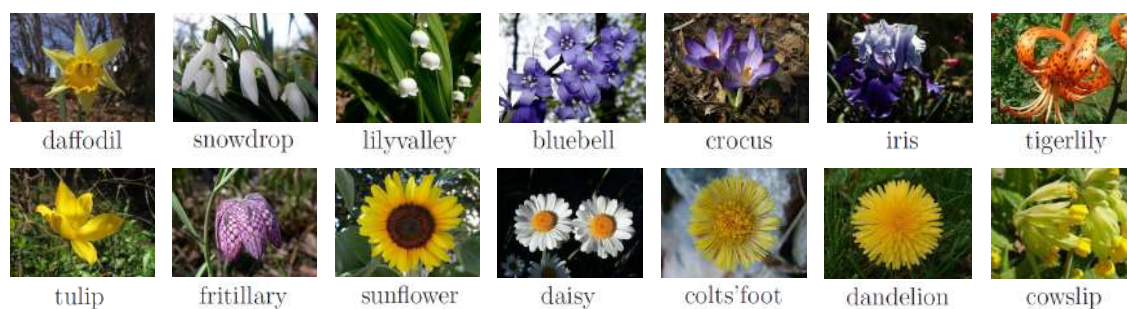 daffodil snowdrop lilyvalley bluebell crocus iris tigerlily
tulip fritillary sunflower daisy colts'foot dandelion cowslip